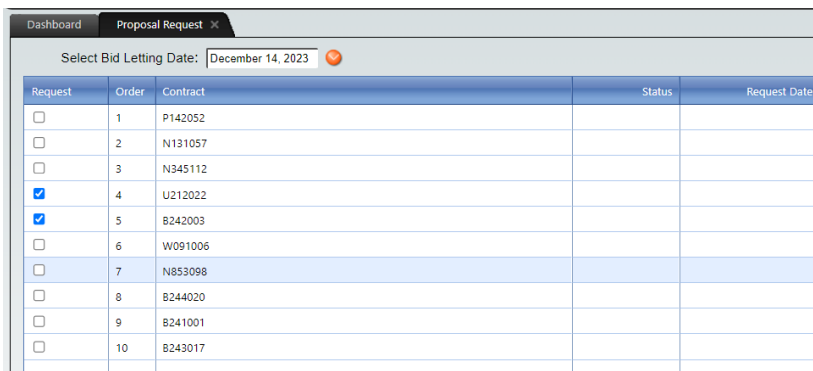 Dashboard Proposal Request ×
Select Bid Letting Date: December 14, 2023
Request Order Contract Status Request Date
1 P142052
2 N131057
3 N345112
4 U212022
5 B242003
6 W091006
7 N853098
8 B244020
9 B241001
10 B243017